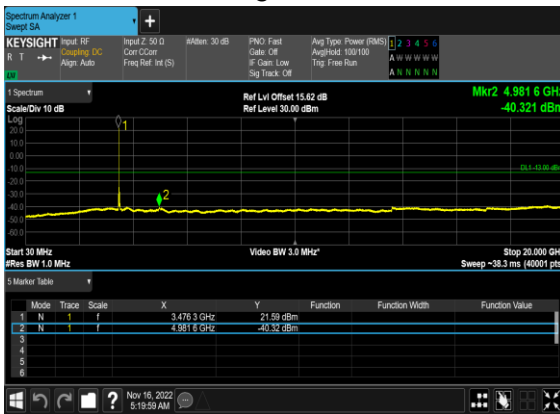 Spectrum Analyzer 1
Swept SA
KEYSIGHT Input: RF Input Z: 50 Ω #Atten: 30 dB PNO: Fast Avg Type: Power (RMS) 1 2 3 4 5 6
R T Coupling: DC Corr CCorr Gate: Off Avg|Hold: 100/100 A W W W W W
Align: Auto Freq Ref: Int (S) IF Gain: Low Trig: Free Run
LV Sig Track: Off A N N N N N
1 Spectrum Ref Lvl Offset 15.62 dB Mkr2 4.981 6 GHz
Scale/Div 10 dB Ref Level 30.00 dBm -40.321 dBm
Log
20.0
10.0
0.00
-10.0
-20.0
-30.0
-40.0
-50.0
-60.0
1
2
DL1 -13.00 dBm
Start 30 MHz Video BW 3.0 MHz* Stop 20.000 GHz
#Res BW 1.0 MHz Sweep ~38.3 ms (40001 pts)
5 Marker Table
Mode Trace Scale X Y Function Function Width Function Value
1 N 1 f 3.476 3 GHz 21.59 dBm
2 N 1 f 4.981 6 GHz -40.32 dBm
3
4
5
6
Nov 16, 2022
5:19:59 AM